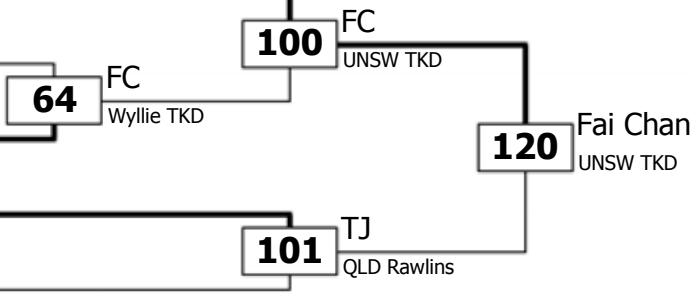 FC
100
UNSW TKD
FC
64
Wyllie TKD
Fai Chan
120
UNSW TKD
TJ
101
QLD Rawlins